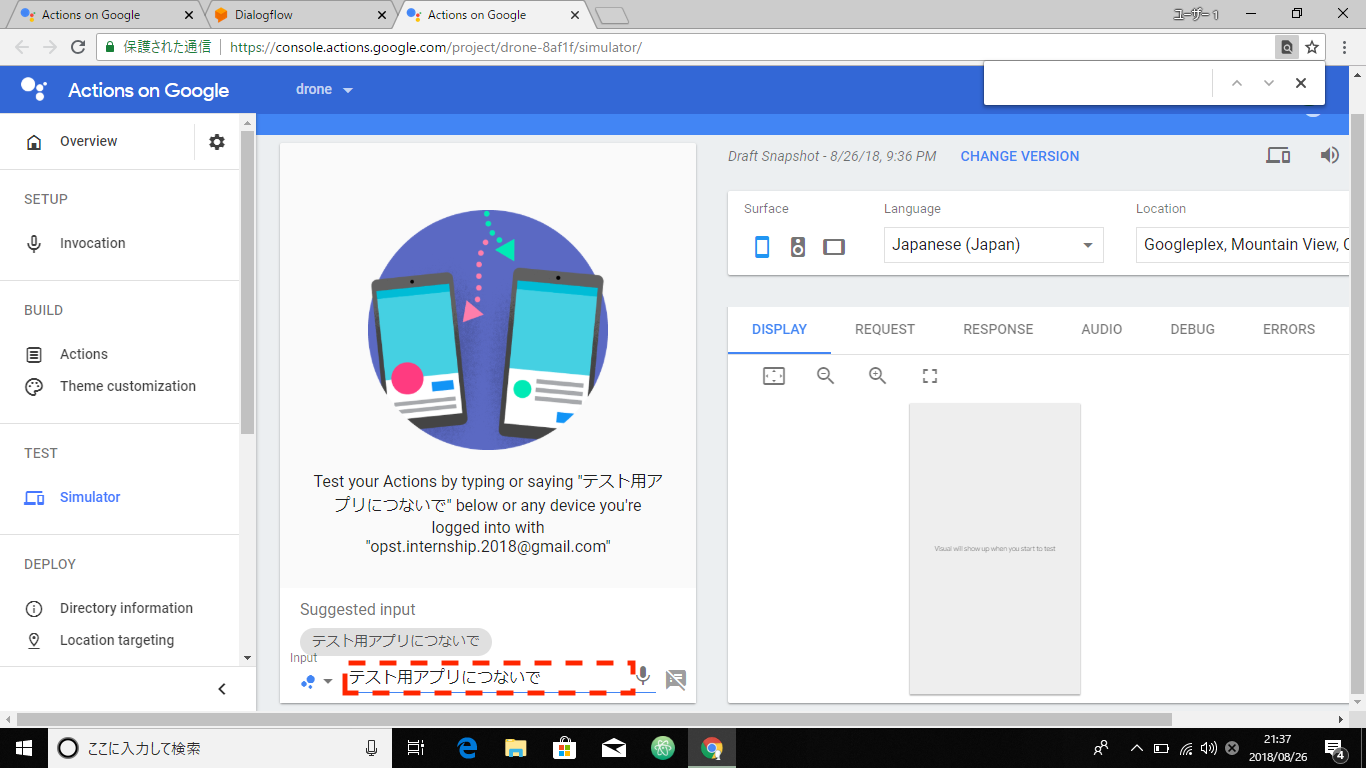 Actions on Google
Dialogflow
Actions on Google
ユーザー 1
保護された通信
https://console.actions.google.com/project/drone-8af1f/simulator/
Actions on Google
drone
Overview
SETUP
Invocation
BUILD
Actions
Theme customization
TEST
Simulator
DEPLOY
Directory information
Location targeting
Test your Actions by typing or saying "テスト用ア
プリにつないで" below or any device you're
logged into with
"opst.internship.2018@gmail.com"
Suggested input
テスト用アプリにつないで
Input
テスト用アプリにつないで
Draft Snapshot - 8/26/18, 9:36 PM CHANGE VERSION
Surface Language Location
Japanese (Japan) Googleplex, Mountain View, C
DISPLAY REQUEST RESPONSE AUDIO DEBUG ERRORS
Visual will show up when you start to test
ここに入力して検索
21:37
2018/08/26
4